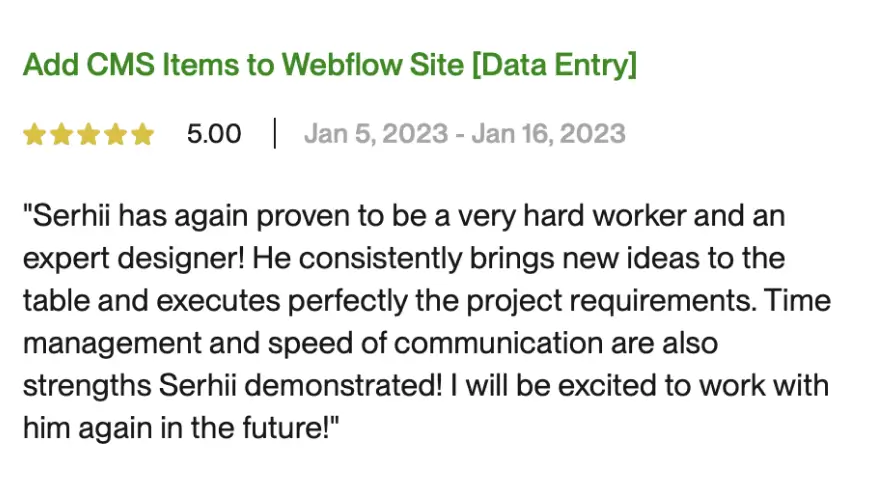 Add CMS Items to Webflow Site [Data Entry]
5.00 | Jan 5, 2023 - Jan 16, 2023
"Serhii has again proven to be a very hard worker and an
expert designer! He consistently brings new ideas to the
table and executes perfectly the project requirements. Time
management and speed of communication are also
strengths Serhii demonstrated! I will be excited to work with
him again in the future!"